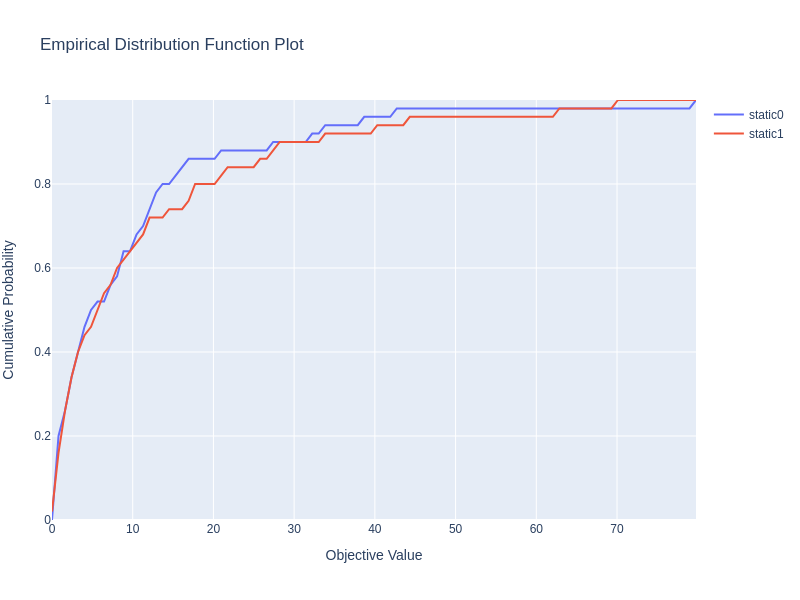 Empirical Distribution Function Plot
static0
static1
1
0.8
0.6
0.4
0.2
0
Cumulative Probability
0 10 20 30 40 50 60 70
Objective Value